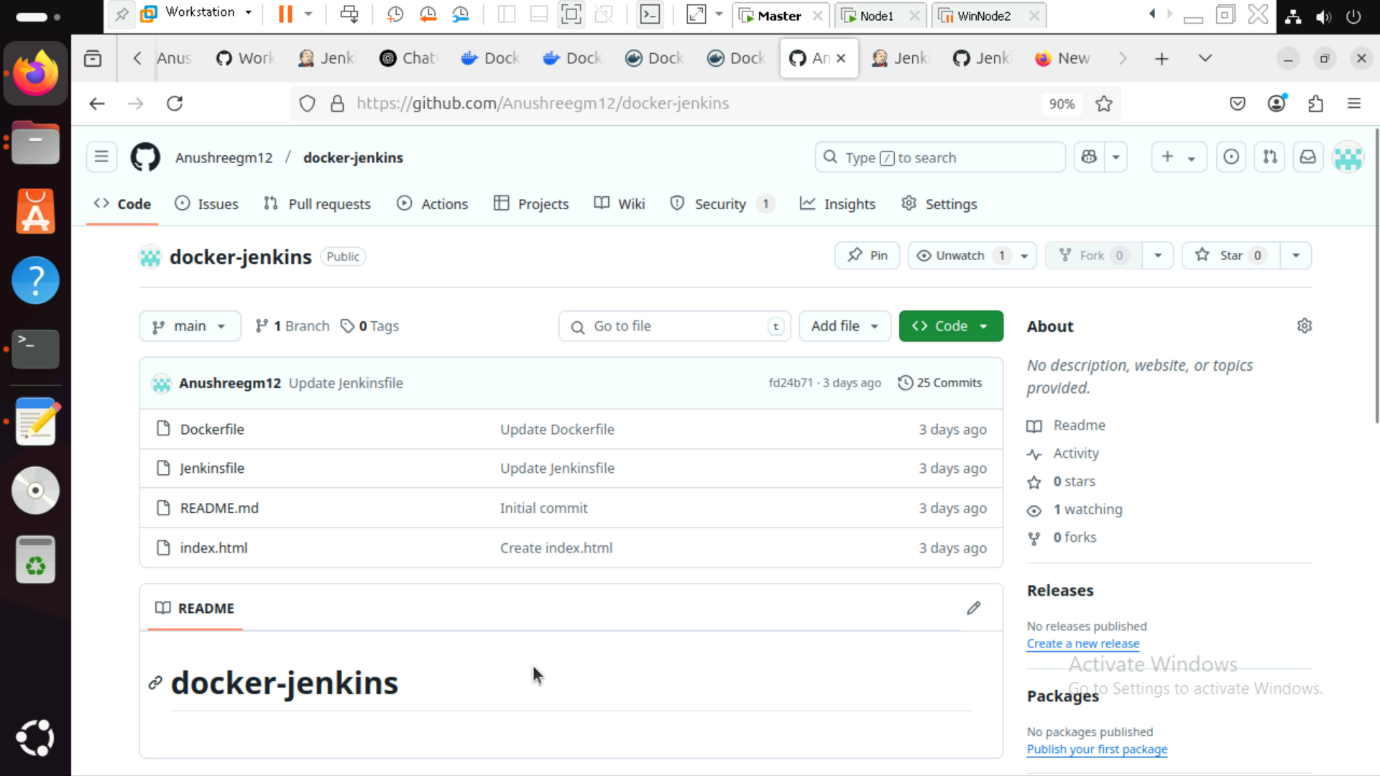 Workstation
Master
Node1
WinNode2
Anus
Work
Jenk
Chat
Dock
Dock
Dock
Dock
An
Jenk
Jenk
New
https://github.com/Anushreegm12/docker-jenkins
90%
Anushreegm12 / docker-jenkins
Type / to search
Code
Issues
Pull requests
Actions
Projects
Wiki
Security 1
Insights
Settings
docker-jenkins Public
Pin
Unwatch 1
Fork 0
Star 0
main
1 Branch
0 Tags
Go to file t
Add file
<> Code
About
No description, website, or topics
provided.
Anushreegm12 Update Jenkinsfile fd24b71 · 3 days ago 25 Commits
Dockerfile Update Dockerfile 3 days ago
Jenkinsfile Update Jenkinsfile 3 days ago
README.md Initial commit 3 days ago
index.html Create index.html 3 days ago
Readme
Activity
0 stars
1 watching
0 forks
README
docker-jenkins
Releases
No releases published
Create a new release
Activate Windows
Go to Settings to activate Windows.
Packages
No packages published
Publish your first package